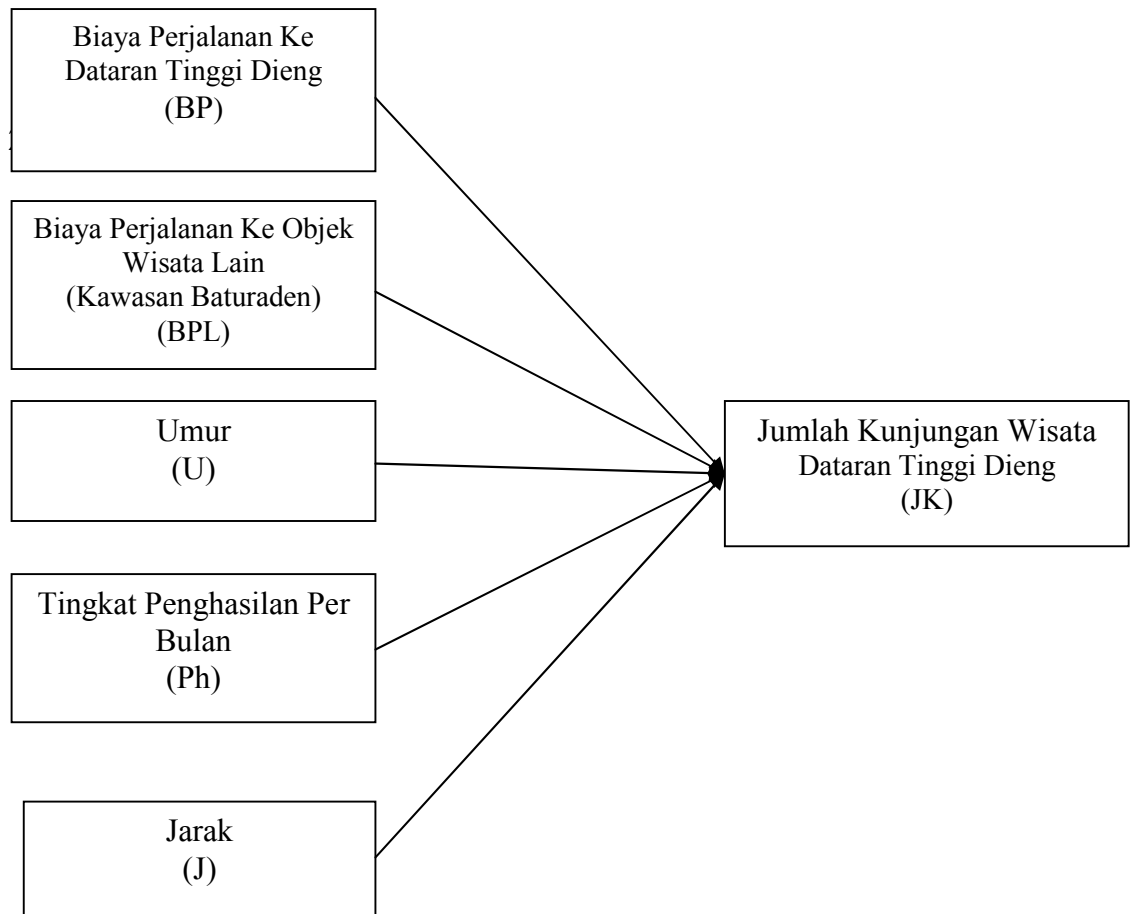 Biaya Perjalanan Ke
Dataran Tinggi Dieng
(BP)
Biaya Perjalanan Ke Objek
Wisata Lain
(Kawasan Baturaden)
(BPL)
Umur
(U)
Jumlah Kunjungan Wisata
Dataran Tinggi Dieng
(JK)
Tingkat Penghasilan Per
Bulan
(Ph)
Jarak
(J)